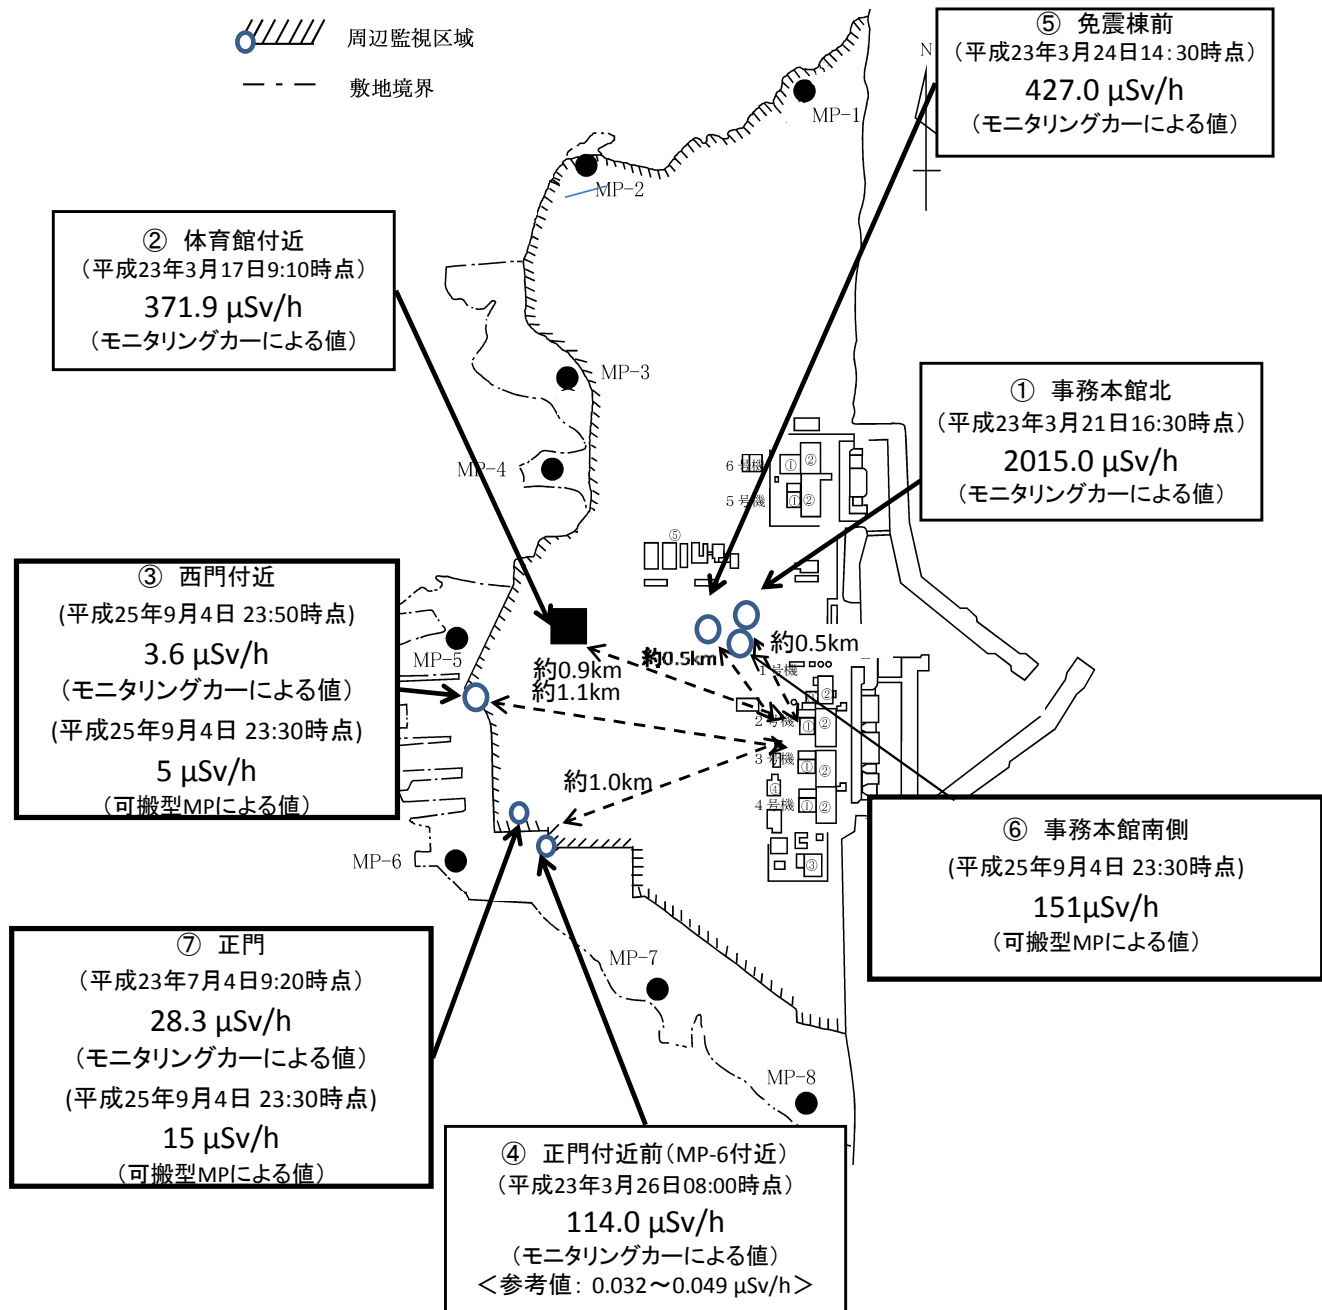 周辺監視区域
敷地境界
N
⑤ 免震棟前
（平成23年3月24日14:30時点）
427.0 μSv/h
（モニタリングカーによる値）
MP-1
MP-2
② 体育館付近
（平成23年3月17日9:10時点）
371.9 μSv/h
（モニタリングカーによる値）
MP-3
① 事務本館北
（平成23年3月21日16:30時点）
2015.0 μSv/h
（モニタリングカーによる値）
MP-4
6号機
①
②
5号機
①
②
⑤
③ 西門付近
(平成25年9月4日 23:50時点)
3.6 μSv/h
（モニタリングカーによる値）
(平成25年9月4日 23:30時点)
5 μSv/h
（可搬型MPによる値）
MP-5
約0.9km
約1.1km
約0.5km
約0.5km
1号機
②
2号機
①
②
3号機
①
②
④
4号機
①
②
③
約1.0km
MP-6
⑥ 事務本館南側
(平成25年9月4日 23:30時点)
151μSv/h
（可搬型MPによる値）
⑦ 正門
（平成23年7月4日9:20時点）
28.3 μSv/h
（モニタリングカーによる値）
(平成25年9月4日 23:30時点)
15 μSv/h
（可搬型MPによる値）
MP-7
MP-8
④ 正門付近前（MP-6付近）
（平成23年3月26日08:00時点）
114.0 μSv/h
（モニタリングカーによる値）
＜参考値: 0.032～0.049 μSv/h＞